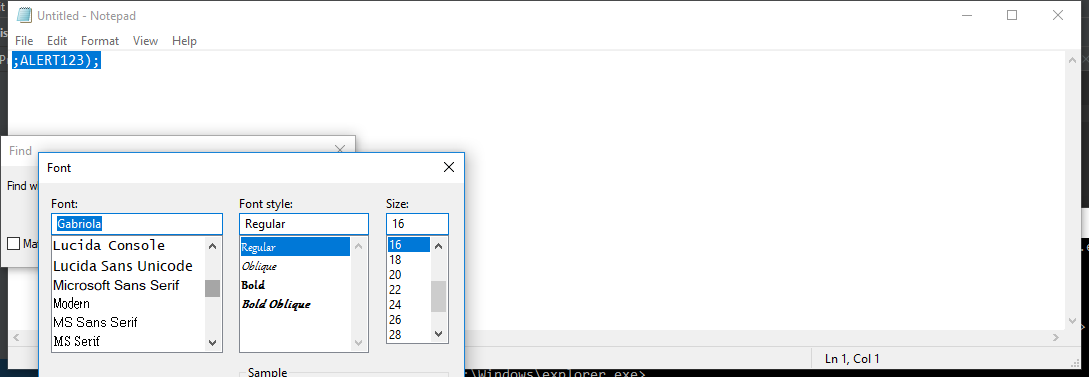 Untitled - Notepad
File Edit Format View Help
;ALERT123);
Find
Find w
Ma
Font
Font: Font style: Size:
Gabriola Regular 16
Lucida Console
Lucida Sans Unicode
Microsoft Sans Serif
Modern
MS Sans Serif
MS Serif
Regular
Oblique
Bold
Bold Oblique
16
18
20
22
24
26
28
Sample
Ln 1, Col 1
:\Windows\explorer.exe>